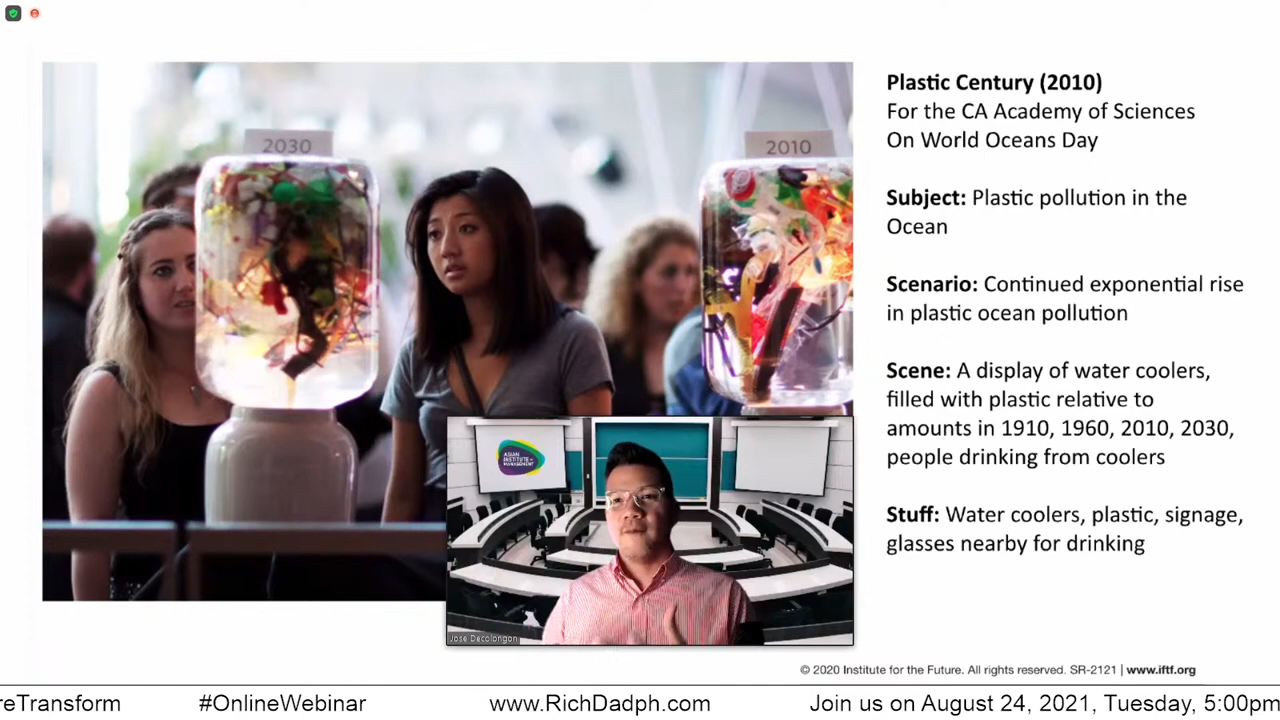 2030
2010
Plastic Century (2010)
For the CA Academy of Sciences
On World Oceans Day
Subject: Plastic pollution in the
Ocean
Scenario: Continued exponential rise
in plastic ocean pollution
Scene: A display of water coolers,
filled with plastic relative to
amounts in 1910, 1960, 2010, 2030,
people drinking from coolers
Stuff: Water coolers, plastic, signage,
glasses nearby for drinking
ASIAN
INSTITUTE OF
MANAGEMENT
Jose Decolongon
© 2020 Institute for the Future. All rights reserved. SR-2121 | www.iftf.org
reTransform #OnlineWebinar www.RichDadph.com Join us on August 24, 2021, Tuesday, 5:00pm